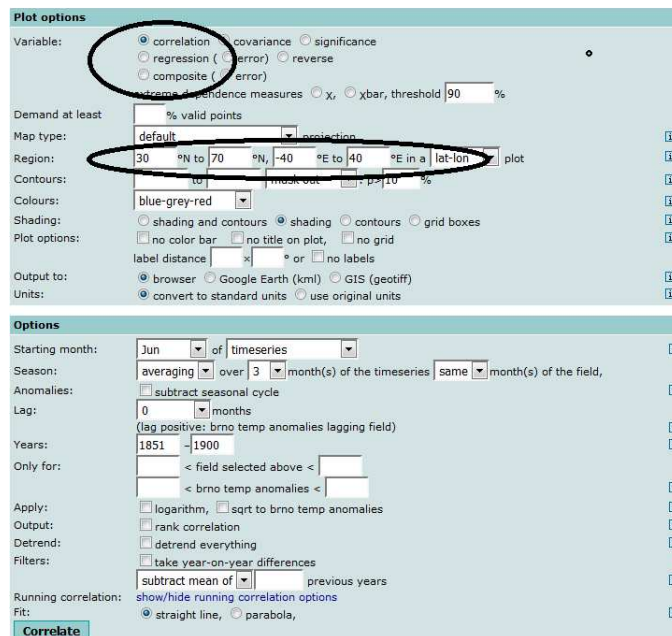 Plot options
Variable: correlation covariance significance
regression ( error) reverse
composite ( error)
extreme dependence measures χ, χbar, threshold 90 %
Demand at least % valid points
Map type: default projection
Region: 30 °N to 70 °N, -40 °E to 40 °E in a lat-lon plot
Contours: to mask out p> 10 %
Colours: blue-grey-red
Shading: shading and contours shading contours grid boxes
Plot options: no color bar no title on plot, no grid
label distance × ° or no labels
Output to: browser Google Earth (kml) GIS (geotiff)
Units: convert to standard units use original units
Options
Starting month: Jun of timeseries
Season: averaging over 3 month(s) of the timeseries same month(s) of the field,
Anomalies: subtract seasonal cycle
Lag: 0 months
(lag positive: brno temp anomalies lagging field)
Years: 1851 - 1900
Only for: < field selected above <
< brno temp anomalies <
Apply: logarithm, sqrt to brno temp anomalies
Output: rank correlation
Detrend: detrend everything
Filters: take year-on-year differences
subtract mean of previous years
Running correlation: show/hide running correlation options
Fit: straight line, parabola,
Correlate